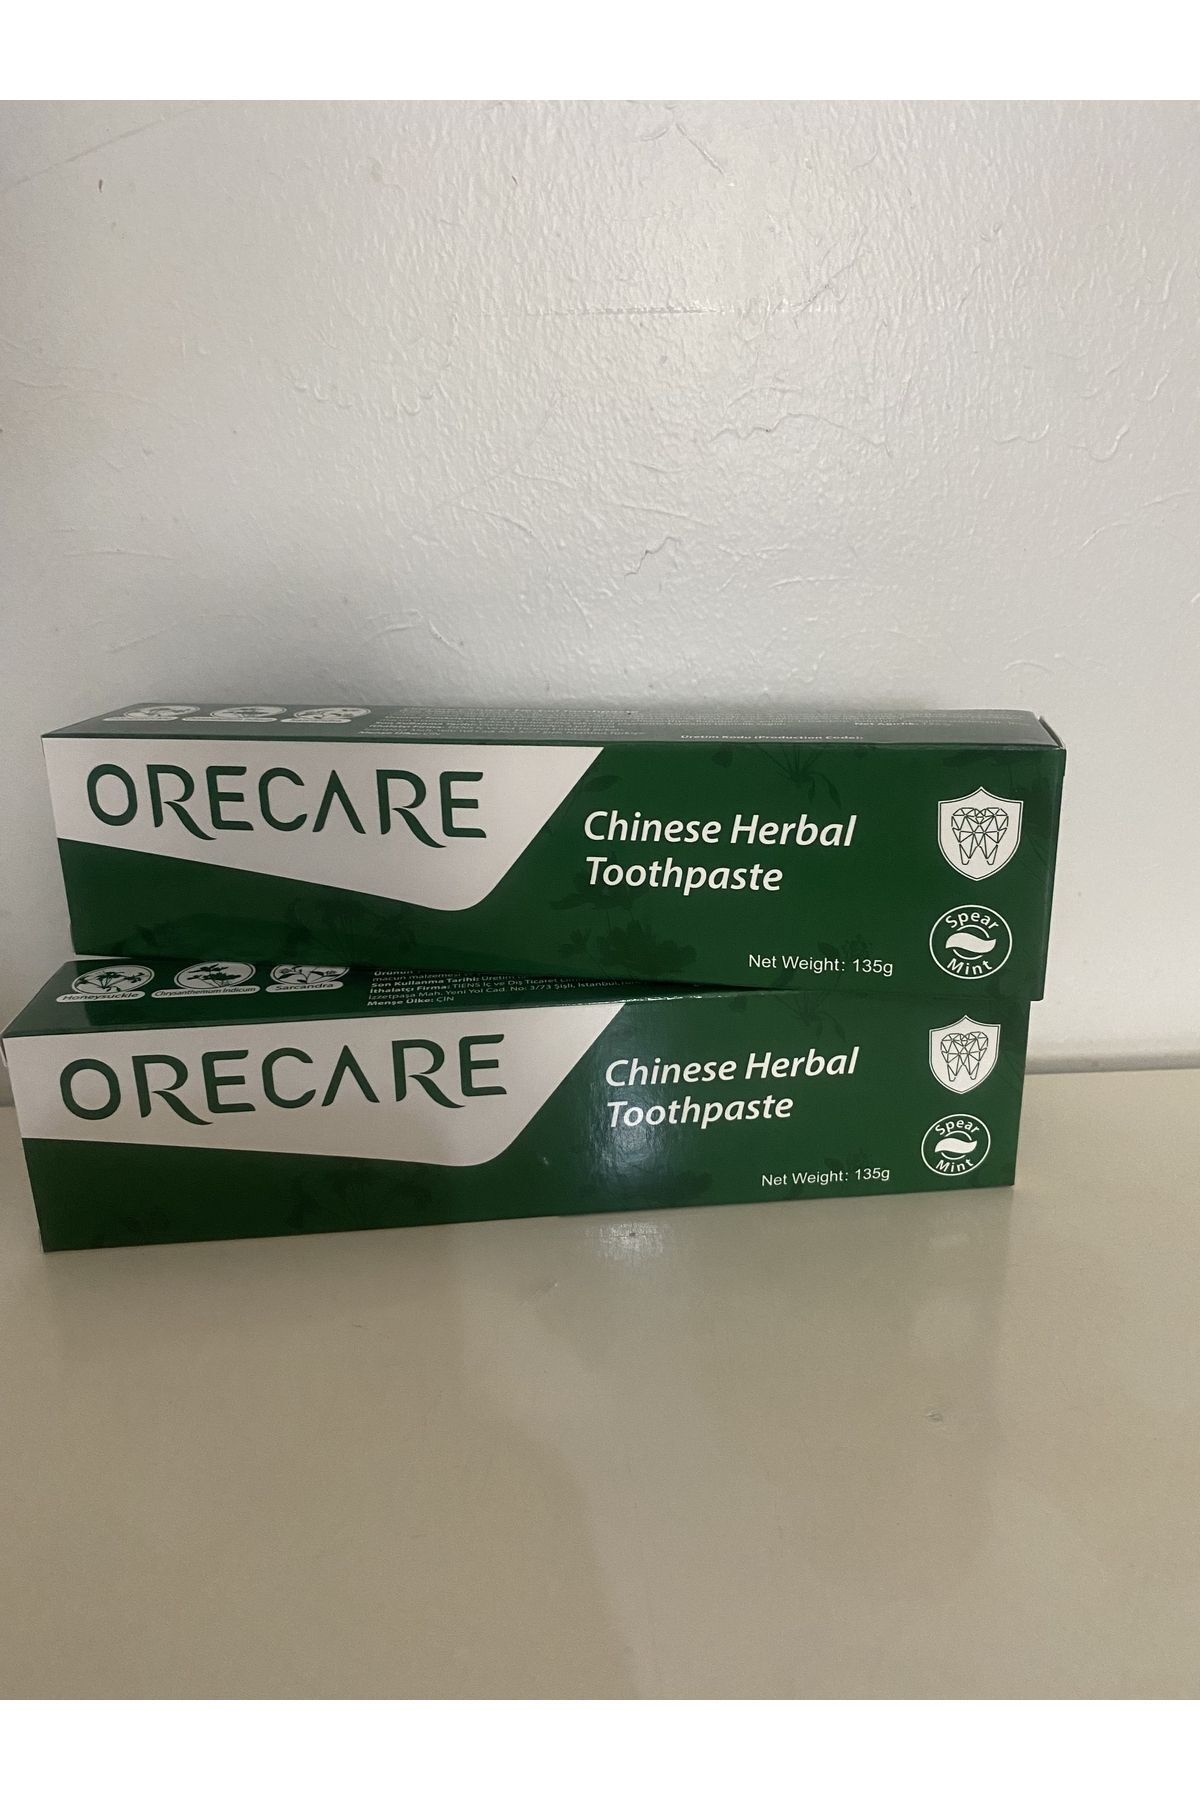 Üretim Kodu (Production Code):
ORECARE
Chinese Herbal
Toothpaste
Spear
Mint
Net Weight: 135g
Honeysuckle
Chrysanthemum Indicum
Sarcandra
Ürünün
Son Kullanma Tarihi: Üretim
İthalatçı Firma: TIENS İç ve Dış Ticaret
İzzetpaşa Mah. Yeni Yol Cad. No: 3/73 Şişli, İstanbul
Menşe Ülke: ÇİN
ORECARE
Chinese Herbal
Toothpaste
Spear
Mint
Net Weight: 135g